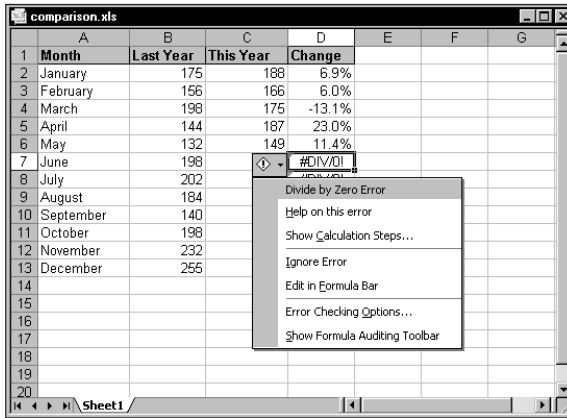 comparison.xls
A B C D E F G
1 Month Last Year This Year Change
2 January 175 188 6.9%
3 February 156 166 6.0%
4 March 198 175 -13.1%
5 April 144 187 23.0%
6 May 132 149 11.4%
7 June 198 #DIV/0!
8 July 202 #DIV/0!
9 August 184
10 September 140
11 October 198
12 November 232
13 December 255
14
15
16
17
18
19
20
Divide by Zero Error
Help on this error
Show Calculation Steps...
Ignore Error
Edit in Formula Bar
Error Checking Options...
Show Formula Auditing Toolbar
Sheet1